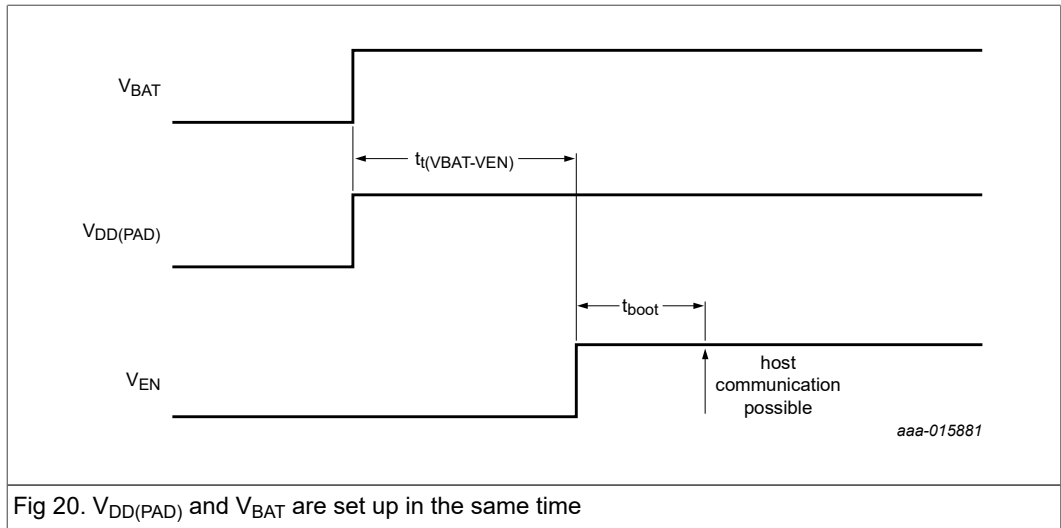 VBAT
tt(VBAT-VEN)
VDD(PAD)
tboot
VEN
host
communication
possible
aaa-015881
Fig 20. VDD(PAD) and VBAT are set up in the same time